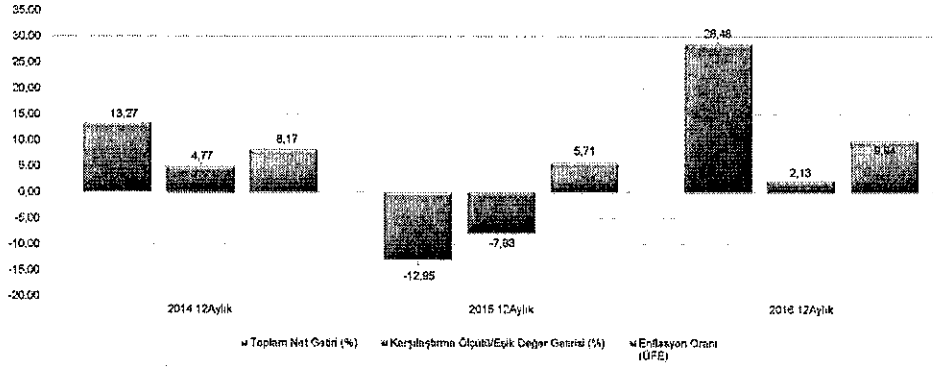 35.00
30.00
25,00
20,00
15,00
10.00
5.00
0,00
-5,00
-10.00
-15.00
-20.00
13,27
4,77
8,17
-12,95
5,71
28,48
2,13
2014 12Aylık
2015 12Aylık
2016 12Aylık
Toplam Net Getiri (%)
Karşılaştırma Ölçütü/Eşik Değer Getirisi (%)
Enflasyon Oranı
(ÜFE)